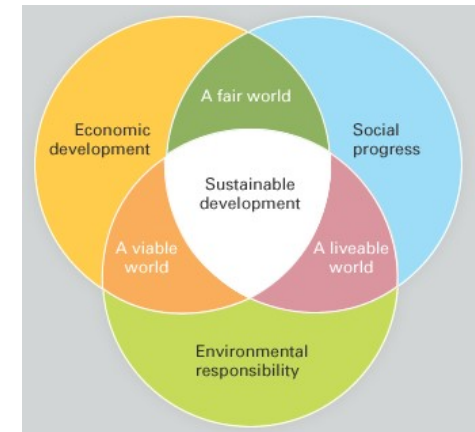 A fair world
Economic
development
Social
progress
Sustainable
development
A viable
world
A liveable
world
Environmental
responsibility